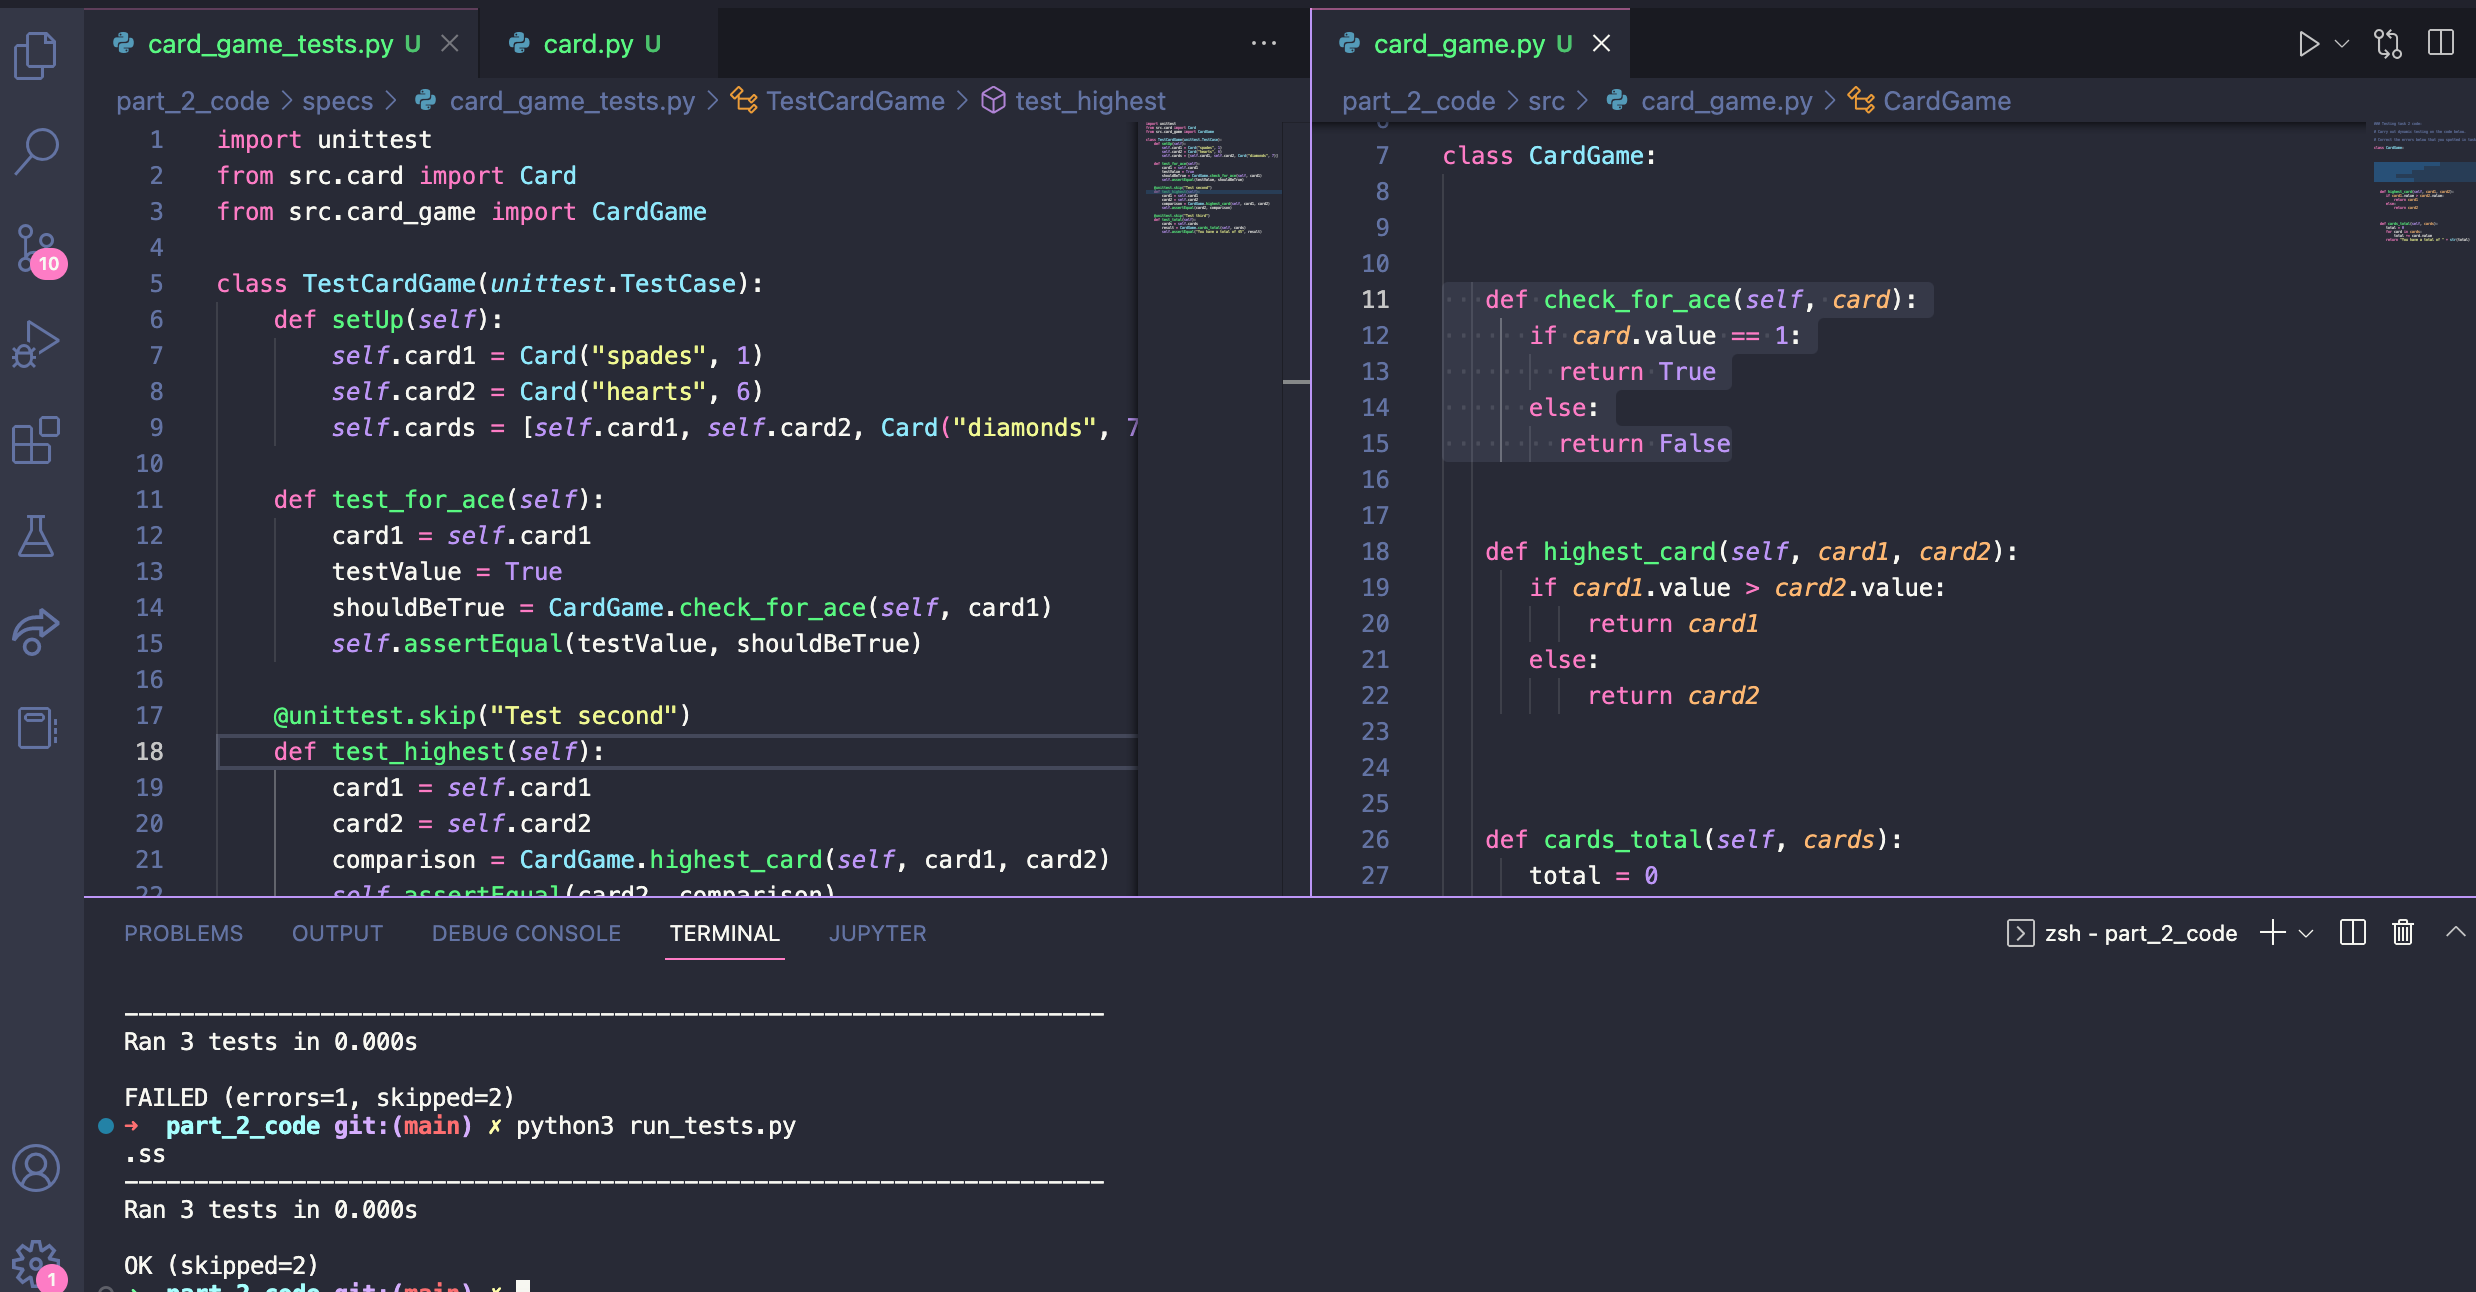 card_game_tests.py U
card.py U
card_game.py U
part_2_code > specs > card_game_tests.py > TestCardGame > test_highest
1 import unittest
2 from src.card import Card
3 from src.card_game import CardGame
4
5 class TestCardGame(unittest.TestCase):
6 def setUp(self):
7 self.card1 = Card("spades", 1)
8 self.card2 = Card("hearts", 6)
9 self.cards = [self.card1, self.card2, Card("diamonds", 7
10
11 def test_for_ace(self):
12 card1 = self.card1
13 testValue = True
14 shouldBeTrue = CardGame.check_for_ace(self, card1)
15 self.assertEqual(testValue, shouldBeTrue)
16
17 @unittest.skip("Test second")
18 def test_highest(self):
19 card1 = self.card1
20 card2 = self.card2
21 comparison = CardGame.highest_card(self, card1, card2)
22 self.assertEqual(card2, comparison)
part_2_code > src > card_game.py > CardGame
6
7 class CardGame:
8
9
10
11 def check_for_ace(self, card):
12 if card.value == 1:
13 return True
14 else:
15 return False
16
17
18 def highest_card(self, card1, card2):
19 if card1.value > card2.value:
20 return card1
21 else:
22 return card2
23
24
25
26 def cards_total(self, cards):
27 total = 0
10
1
PROBLEMS OUTPUT DEBUG CONSOLE TERMINAL JUPYTER
zsh - part_2_code
----------------------------------------------------------------------
Ran 3 tests in 0.000s
FAILED (errors=1, skipped=2)
➜ part_2_code git:(main) ✗ python3 run_tests.py
.ss
----------------------------------------------------------------------
Ran 3 tests in 0.000s
OK (skipped=2)
➜ part_2_code git:(main) ✗